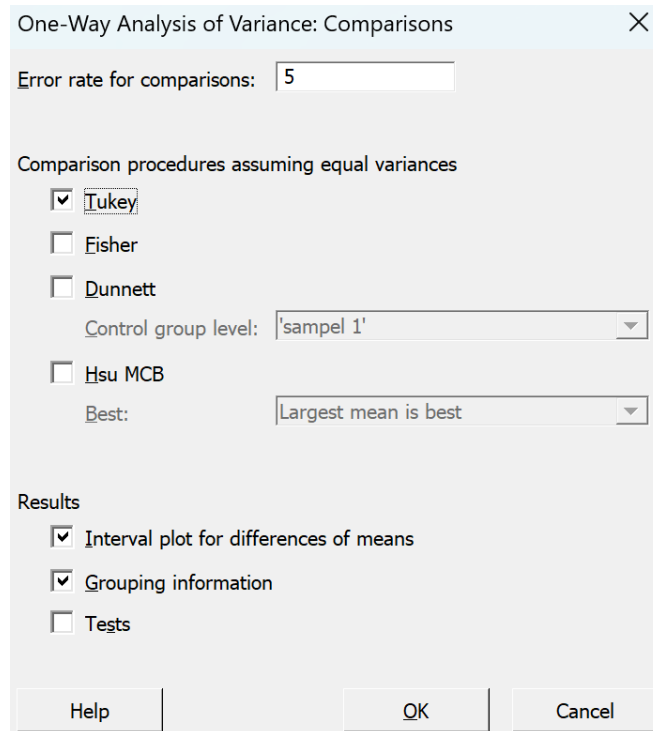 One-Way Analysis of Variance: Comparisons
Error rate for comparisons: 5
Comparison procedures assuming equal variances
Tukey
Fisher
Dunnett
Control group level: 'sampel 1'
Hsu MCB
Best: Largest mean is best
Results
Interval plot for differences of means
Grouping information
Tests
Help OK Cancel